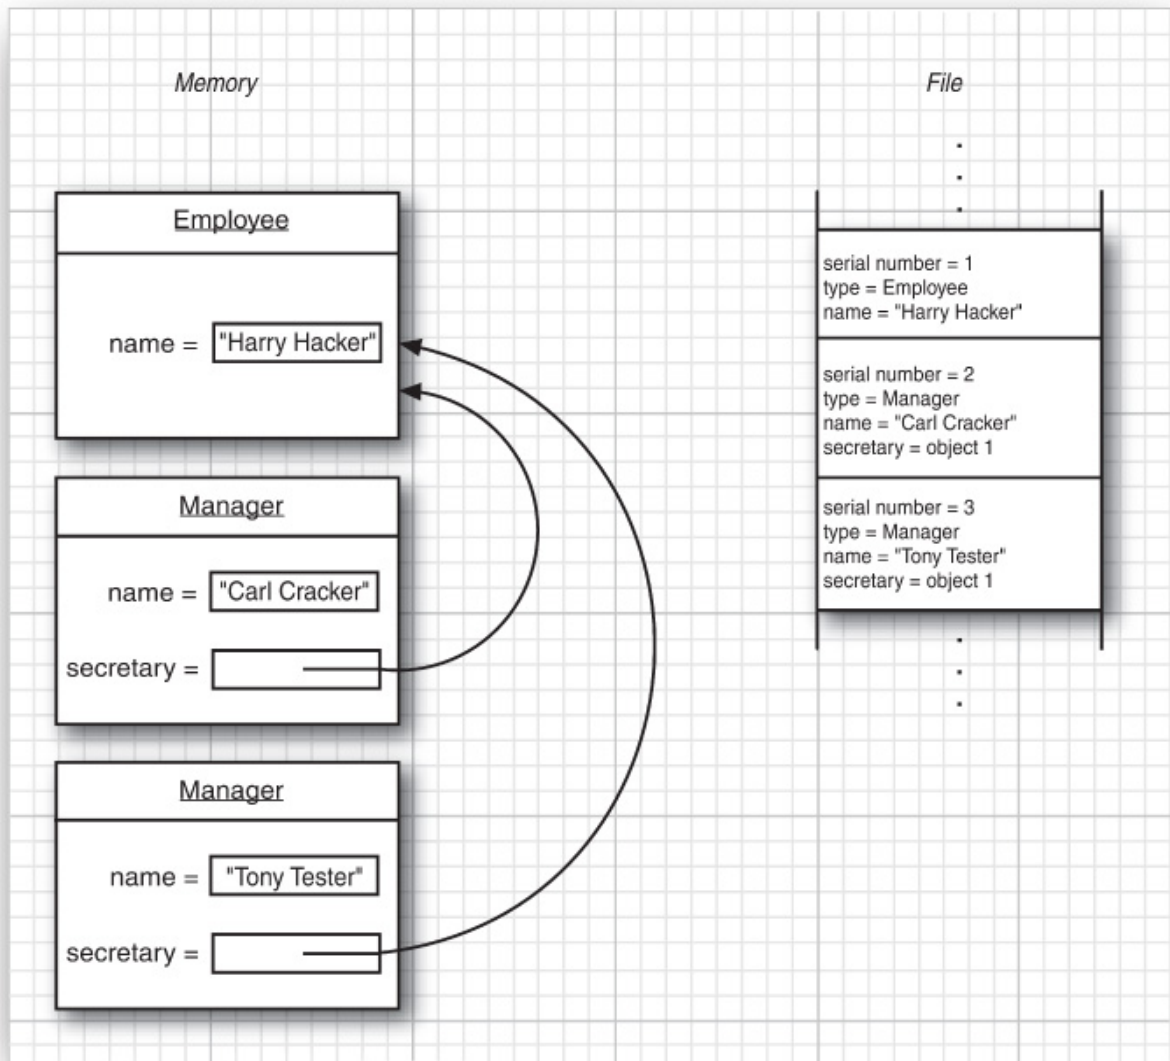 Memory
Employee
name = "Harry Hacker"
Manager
name = "Carl Cracker"
secretary =
Manager
name = "Tony Tester"
secretary =
File
serial number = 1
type = Employee
name = "Harry Hacker"
serial number = 2
type = Manager
name = "Carl Cracker"
secretary = object 1
serial number = 3
type = Manager
name = "Tony Tester"
secretary = object 1